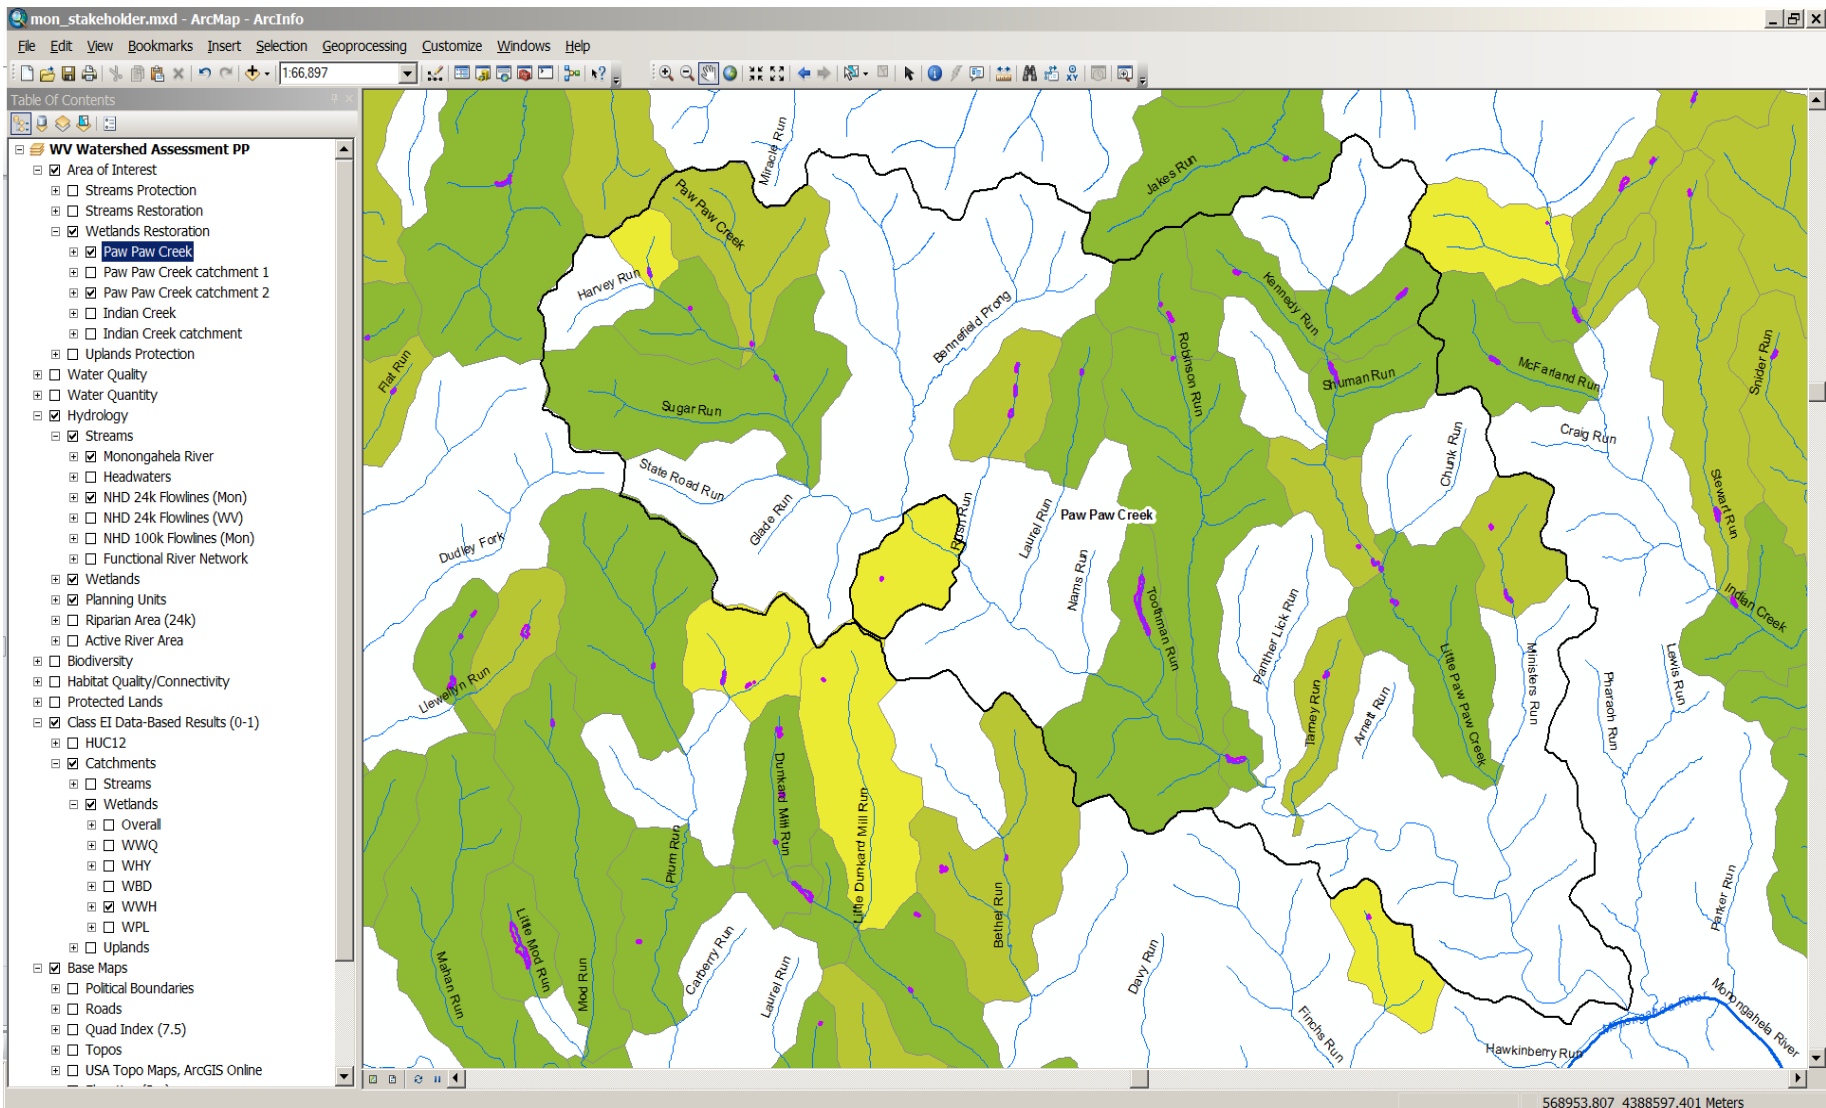 mon_stakeholder.mxd - ArcMap - ArcInfo
File Edit View Bookmarks Insert Selection Geoprocessing Customize Windows Help
1:66,897
Table Of Contents
WV Watershed Assessment PP
Area of Interest
Streams Protection
Streams Restoration
Wetlands Restoration
Paw Paw Creek
Paw Paw Creek catchment 1
Paw Paw Creek catchment 2
Indian Creek
Indian Creek catchment
Uplands Protection
Water Quality
Water Quantity
Hydrology
Streams
Monongahela River
Headwaters
NHD 24k Flowlines (Mon)
NHD 24k Flowlines (WV)
NHD 100k Flowlines (Mon)
Functional River Network
Wetlands
Planning Units
Riparian Area (24k)
Active River Area
Biodiversity
Habitat Quality/Connectivity
Protected Lands
Class EI Data-Based Results (0-1)
HUC12
Catchments
Streams
Wetlands
Overall
WWQ
WHY
WBD
WWH
WPL
Uplands
Base Maps
Political Boundaries
Roads
Quad Index (7.5)
Topos
USA Topo Maps, ArcGIS Online
Miracle Run
Jakes Run
Paw Paw Creek
Harvey Run
Kennedy Run
Bennefield Prong
Robinson Run
Flat Run
Shuman Run
McFarland Run
Snider Run
Sugar Run
Craig Run
Chunk Run
State Road Run
Glade Run
Rush Run
Laurel Run
Paw Paw Creek
Stewart Run
Dudley Fork
Nams Run
Toothman Run
Panther Lick Run
Indian Creek
Llewellyn Run
Tarney Run
Arnett Run
Little Paw Paw Creek
Ministers Run
Pharaoh Run
Lewis Run
Dunkard Mill Run
Little Dunkard Mill Run
Plum Run
Bethel Run
Parker Run
Little Mod Run
Mahan Run
Mod Run
Carberry Run
Laurel Run
Davy Run
Finchs Run
Hawkinberry Run
Monongahela River
Monongahela River
568953.807 4388597.401 Meters